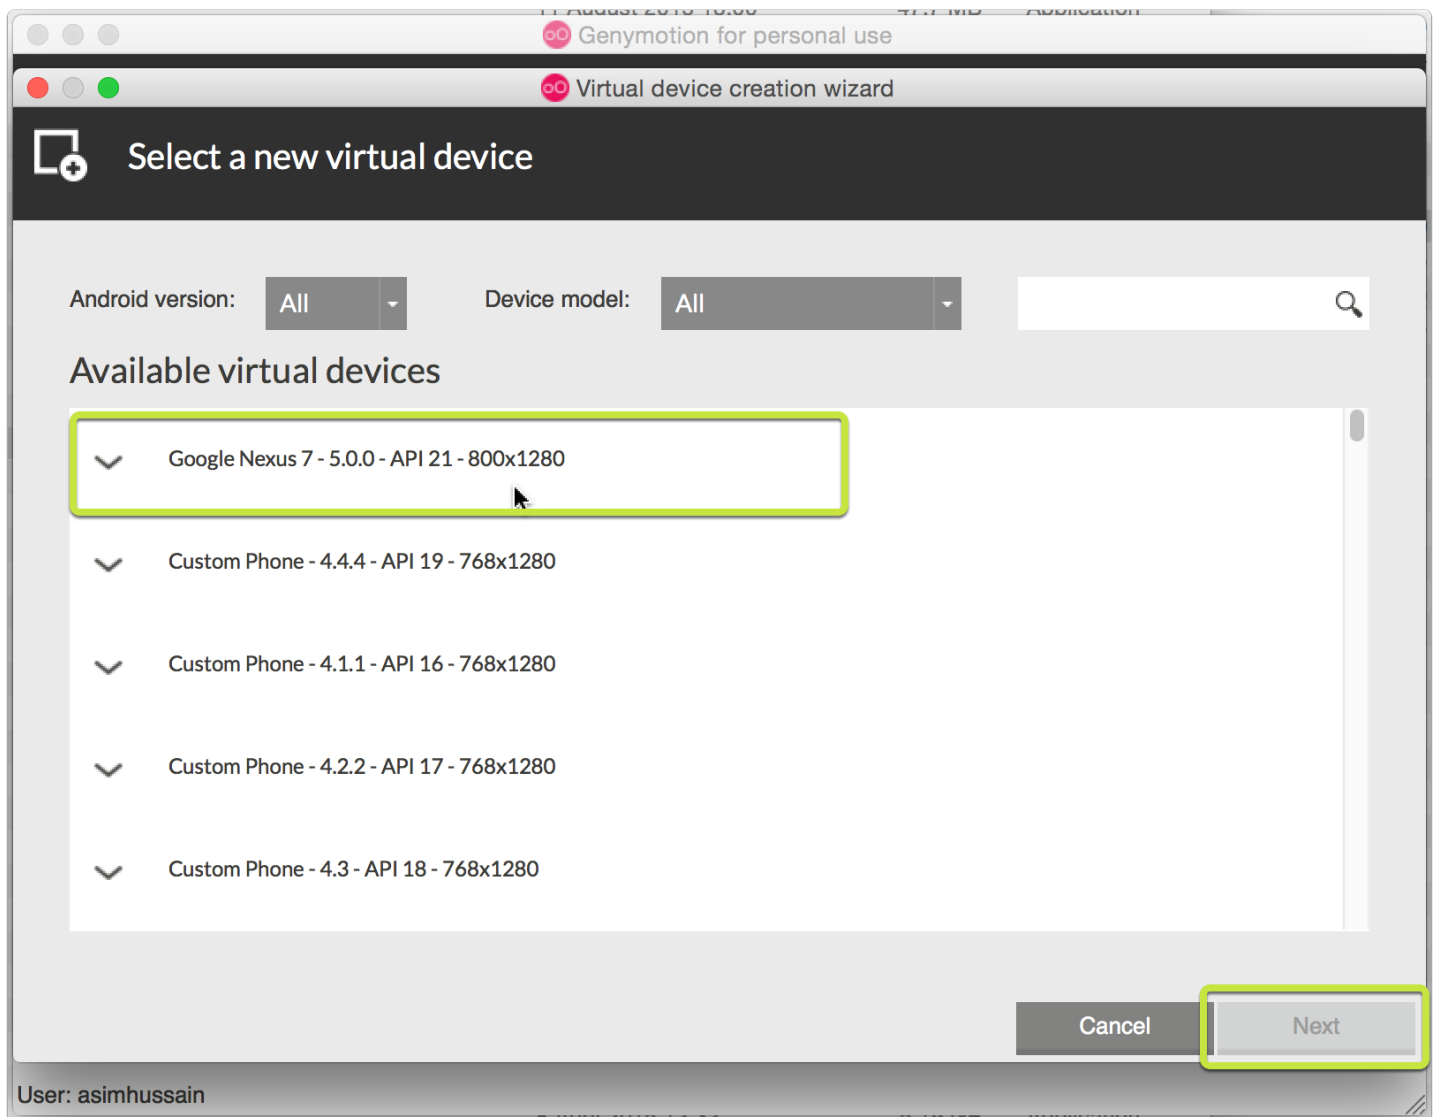 Genymotion for personal use
Virtual device creation wizard
Select a new virtual device
Android version: All Device model: All
Available virtual devices
Google Nexus 7 - 5.0.0 - API 21 - 800x1280
Custom Phone - 4.4.4 - API 19 - 768x1280
Custom Phone - 4.1.1 - API 16 - 768x1280
Custom Phone - 4.2.2 - API 17 - 768x1280
Custom Phone - 4.3 - API 18 - 768x1280
Cancel Next
User: asimhussain